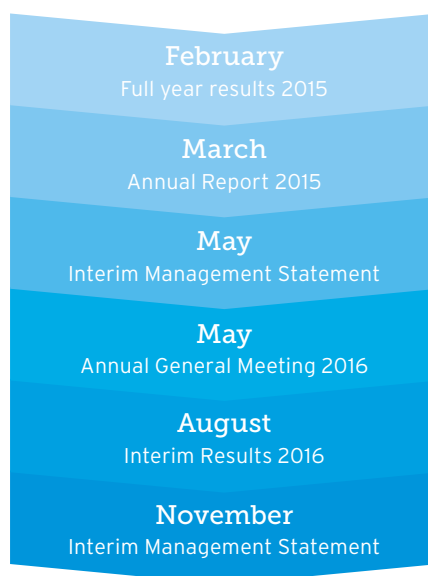 February
Full year results 2015
March
Annual Report 2015
May
Interim Management Statement
May
Annual General Meeting 2016
August
Interim Results 2016
November
Interim Management Statement